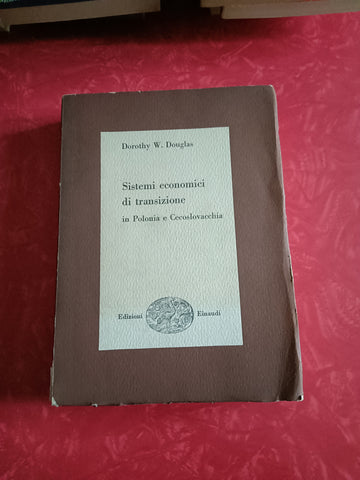 Dorothy W. Douglas
Sistemi economici
di transizione
in Polonia e Cecoslovacchia
Edizioni Einaudi